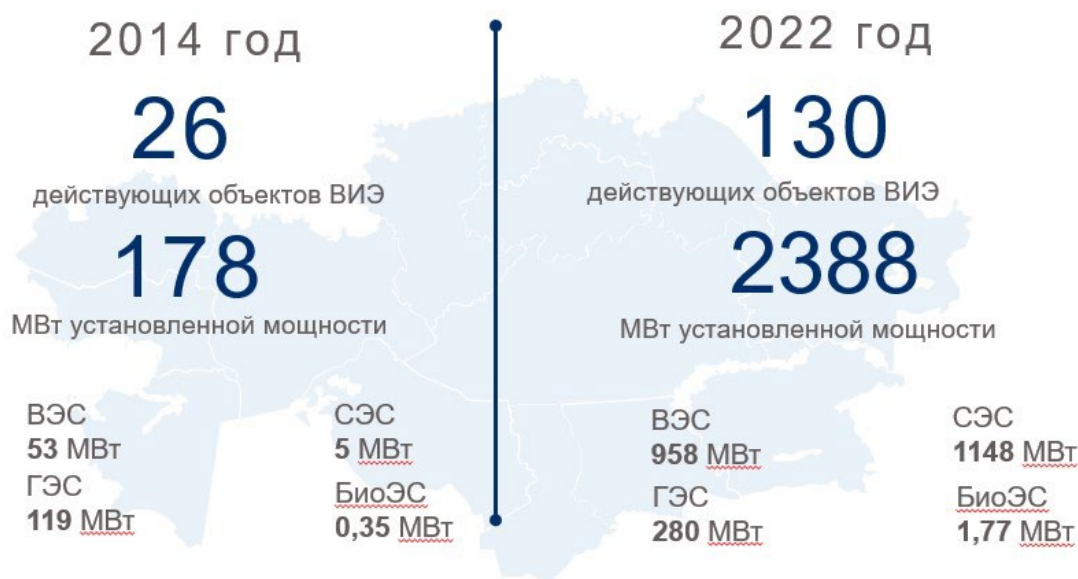 2014 год
26
действующих объектов ВИЭ
178
МВт установленной мощности
ВЭС
53 МВт
ГЭС
119 МВт
СЭС
5 МВт
БиоЭС
0,35 МВт
2022 год
130
действующих объектов ВИЭ
2388
МВт установленной мощности
ВЭС
958 МВт
ГЭС
280 МВт
СЭС
1148 МВт
БиоЭС
1,77 МВт